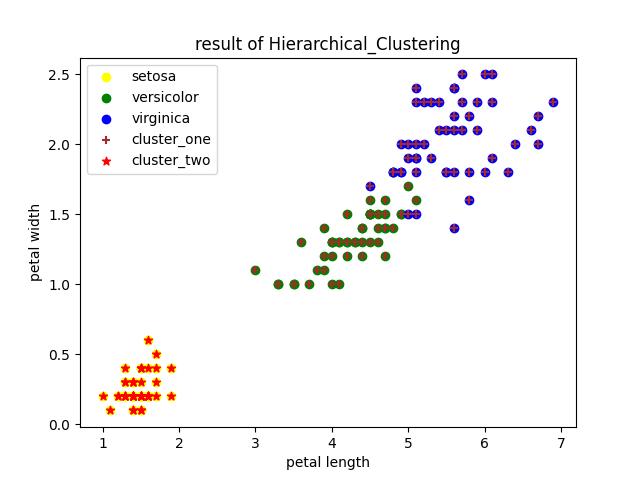 result of Hierarchical_Clustering
setosa
versicolor
virginica
cluster_one
cluster_two
petal width
2.5
2.0
1.5
1.0
0.5
0.0
1 2 3 4 5 6 7
petal length